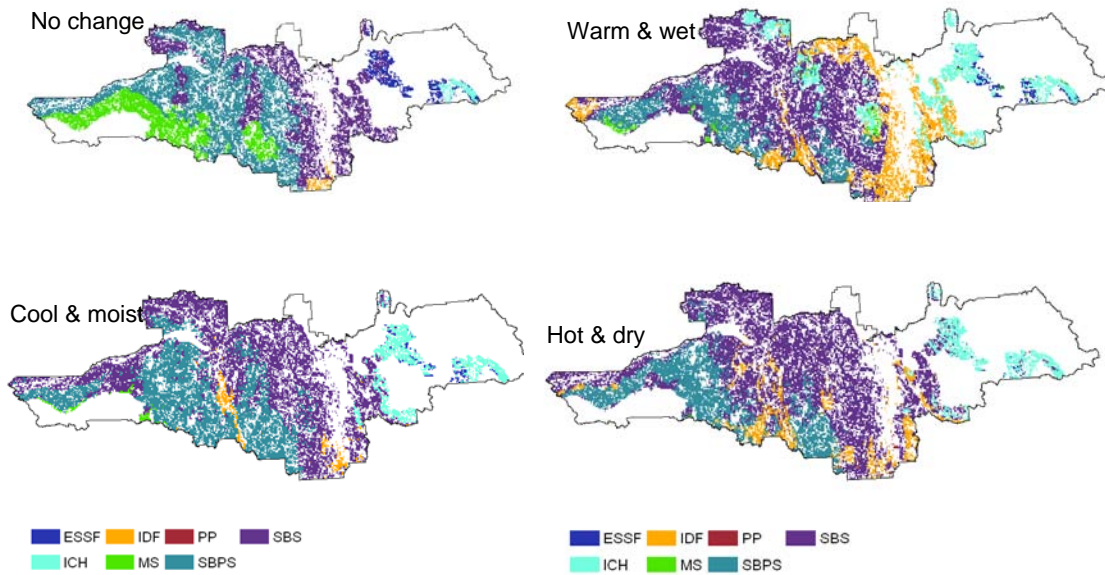 No change
Warm & wet
Cool & moist
Hot & dry
ESSF IDF PP SBS
ICH MS SBPS
ESSF IDF PP SBS
ICH MS SBPS